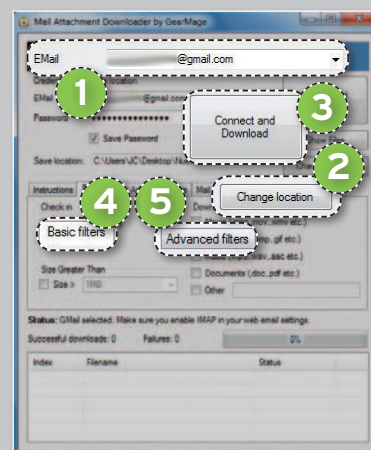 Mail Attachment Downloader by GearMage
EMail @gmail.com
1
EMail @gmail.com
Password
Save Password
Connect and
Download
3
Save location: C:\Users\JC\Desktop\
2
Change location
Instructions
4
5
Mail
Check in
Basic filters
Advanced filters
Size Greater Than
Size > 1MB
Documents (.doc,.pdf etc.)
Other
Status: GMail selected. Make sure you enable IMAP in your web email settings.
Successful downloads: 0 Failures: 0 0%
Index Filename Status